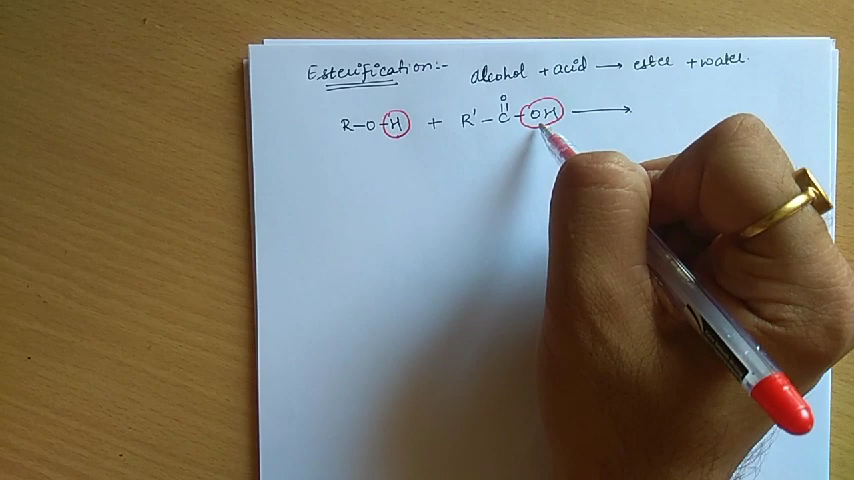 Esterification:- alcohol + acid → ester + water.
O
R-O-H + R' - C - OH →